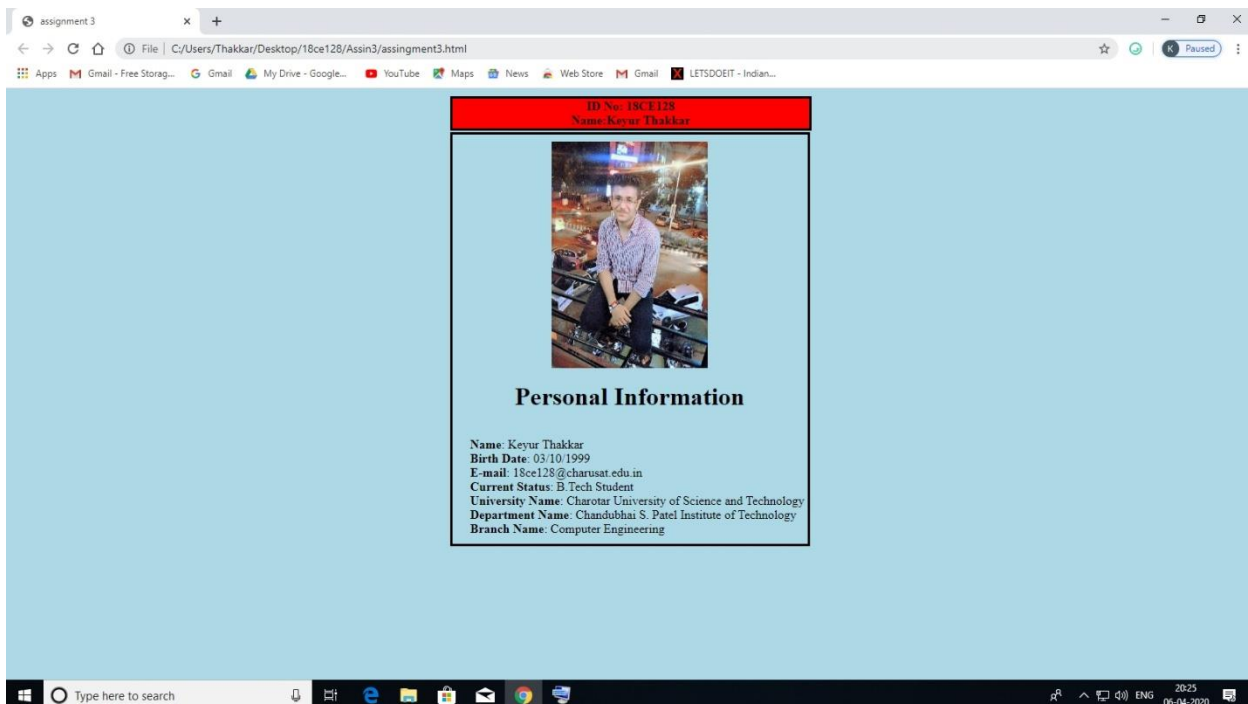 assignment 3
File | C:/Users/Thakkar/Desktop/18ce128/Assin3/assingment3.html
K Paused
Apps Gmail - Free Storag... Gmail My Drive - Google... YouTube Maps News Web Store Gmail LETSDOEIT - Indian...
ID No: 18CE128
Name:Keyur Thakkar
Personal Information
Name: Keyur Thakkar
Birth Date: 03/10/1999
E-mail: 18ce128@charusat.edu.in
Current Status: B.Tech Student
University Name: Charotar University of Science and Technology
Department Name: Chandubhai S. Patel Institute of Technology
Branch Name: Computer Engineering
Type here to search
ENG
20:25
06-04-2020